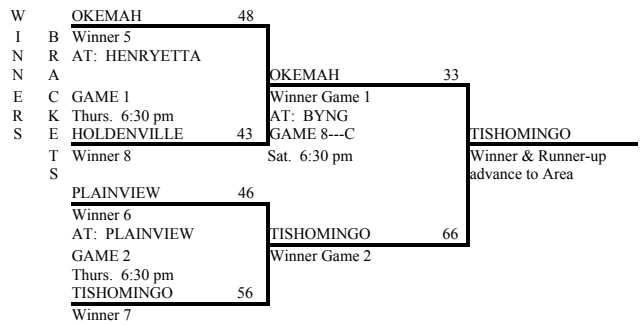 WINNERS
BRACKETS
OKEMAH 48
Winner 5
AT: HENRYETTA
GAME 1
Thurs. 6:30 pm
HOLDENVILLE 43
Winner 8
OKEMAH 33
Winner Game 1
AT: BYNG
GAME 8---C
Sat. 6:30 pm
PLAINVIEW 46
Winner 6
AT: PLAINVIEW
GAME 2
Thurs. 6:30 pm
TISHOMINGO 56
Winner 7
TISHOMINGO 66
Winner Game 2
TISHOMINGO
Winner & Runner-up
advance to Area